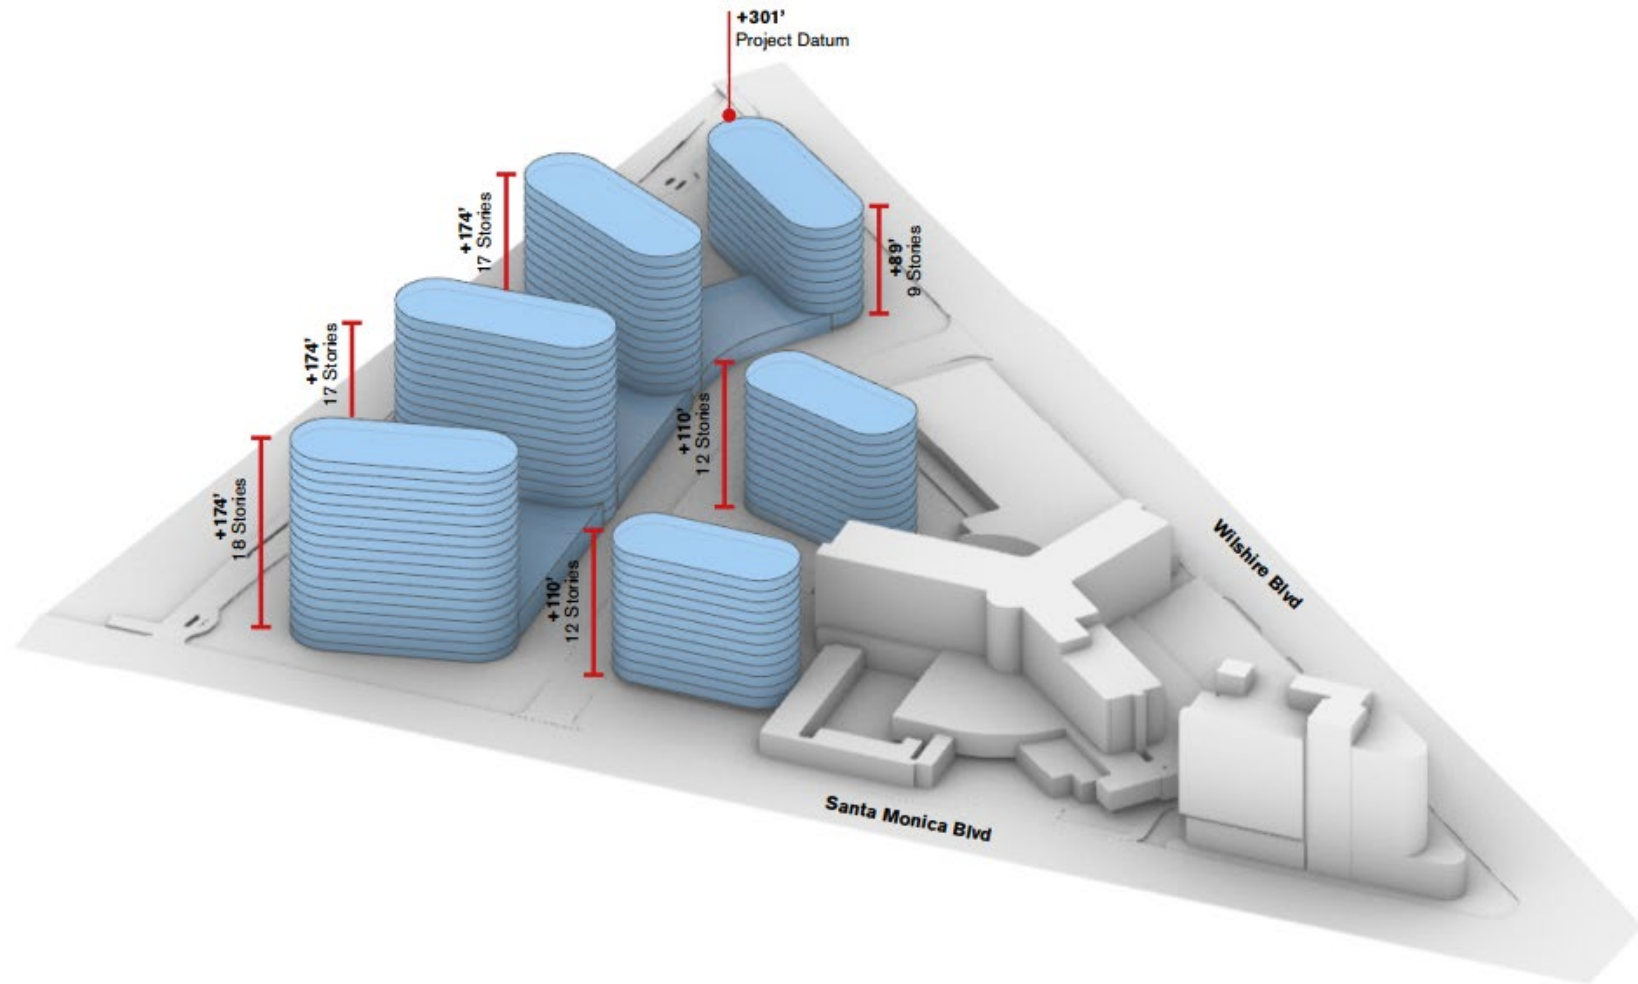 +301’
Project Datum
+174’
17 Stories
+89’
9 Stories
+174’
17 Stories
+110’
12 Stories
+174’
18 Stories
+110’
12 Stories
Wilshire Blvd
Santa Monica Blvd